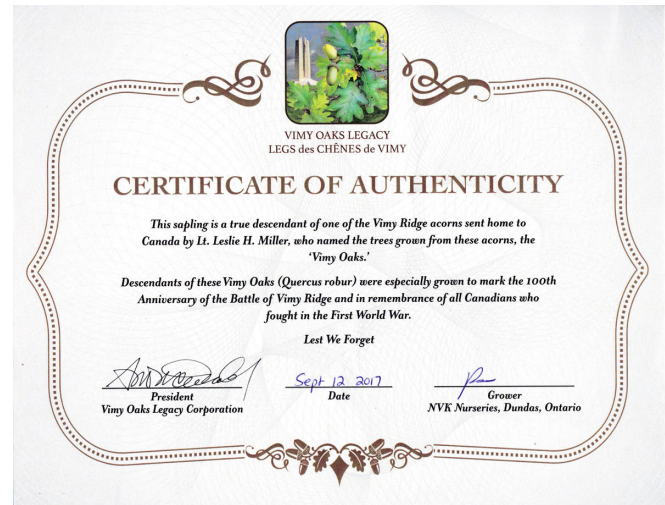 VIMY OAKS LEGACY
LEGS des CHÊNES de VIMY
CERTIFICATE OF AUTHENTICITY
This sapling is a true descendant of one of the Vimy Ridge acorns sent home to
Canada by Lt. Leslie H. Miller, who named the trees grown from these acorns, the
‘Vimy Oaks.’
Descendants of these Vimy Oaks (Quercus robur) were especially grown to mark the 100th
Anniversary of the Battle of Vimy Ridge and in remembrance of all Canadians who
fought in the First World War.
Lest We Forget
Sept 12 2017
President
Vimy Oaks Legacy Corporation
Date
Grower
NVK Nurseries, Dundas, Ontario